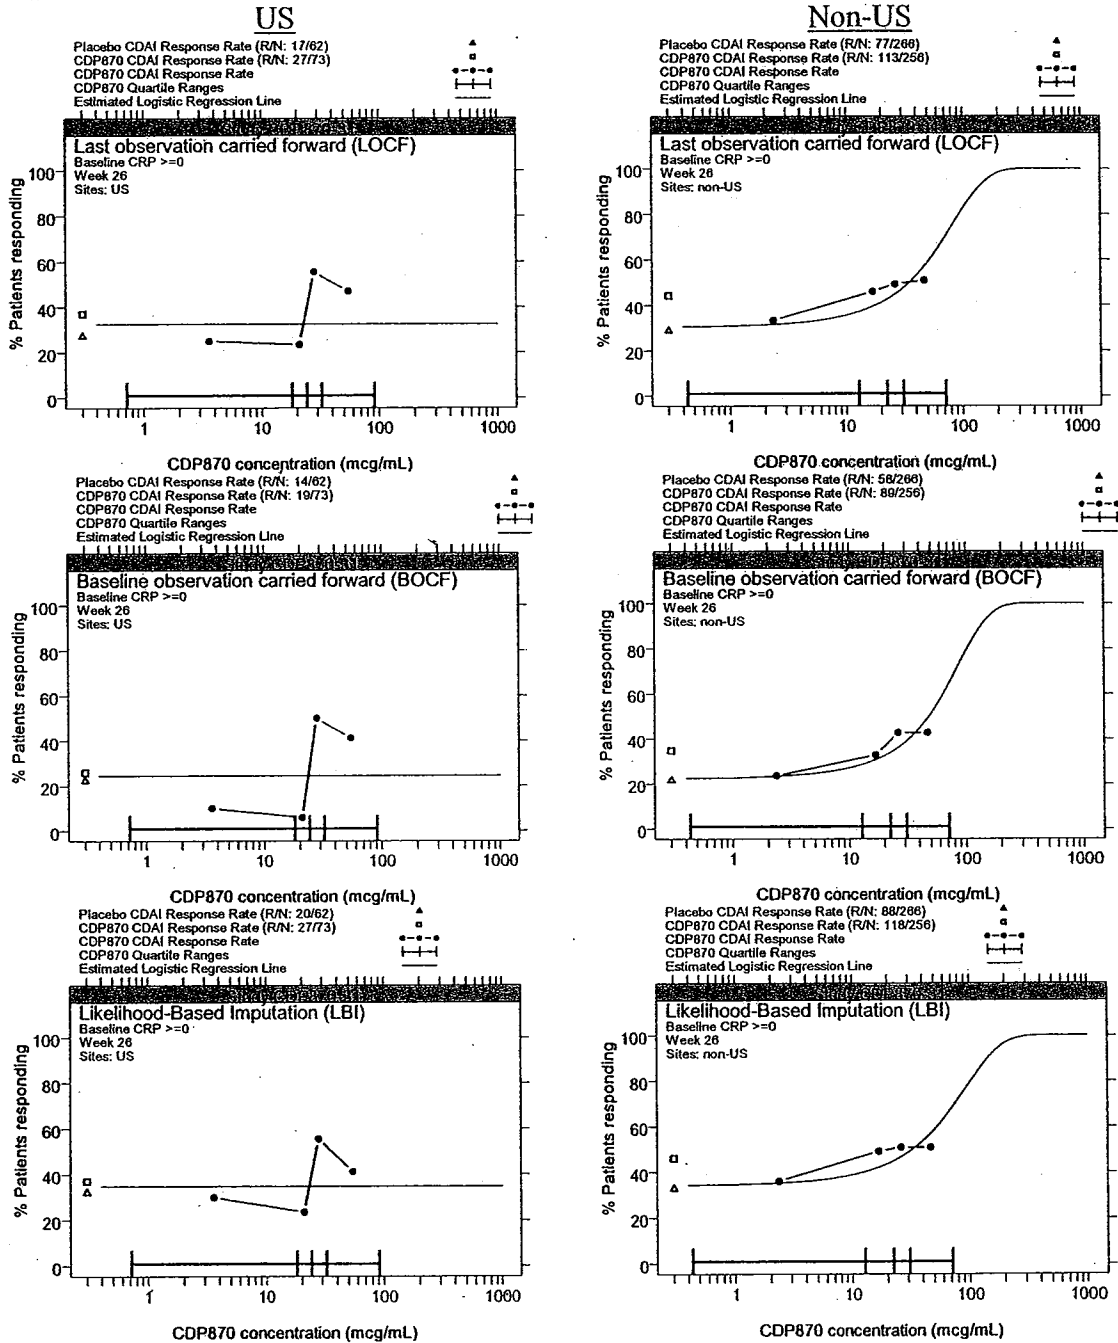 US
Placebo CDAI Response Rate (R/N: 17/62)
CDP870 CDAI Response Rate (R/N: 27/73)
CDP870 CDAI Response Rate
CDP870 Quartile Ranges
Estimated Logistic Regression Line
Last observation carried forward (LOCF)
Baseline CRP >=0
Week 26
Sites: US
% Patients responding
100
80
60
40
20
0
1 10 100 1000
CDP870 concentration (mcg/mL)
Non-US
Placebo CDAI Response Rate (R/N: 77/266)
CDP870 CDAI Response Rate (R/N: 113/256)
CDP870 CDAI Response Rate
CDP870 Quartile Ranges
Estimated Logistic Regression Line
Last observation carried forward (LOCF)
Baseline CRP >=0
Week 26
Sites: non-US
% Patients responding
100
80
60
40
20
0
1 10 100 1000
CDP870 concentration (mcg/mL)
Placebo CDAI Response Rate (R/N: 14/62)
CDP870 CDAI Response Rate (R/N: 19/73)
CDP870 CDAI Response Rate
CDP870 Quartile Ranges
Estimated Logistic Regression Line
Baseline observation carried forward (BOCF)
Baseline CRP >=0
Week 26
Sites: US
% Patients responding
100
80
60
40
20
0
1 10 100 1000
CDP870 concentration (mcg/mL)
Placebo CDAI Response Rate (R/N: 58/266)
CDP870 CDAI Response Rate (R/N: 89/256)
CDP870 CDAI Response Rate
CDP870 Quartile Ranges
Estimated Logistic Regression Line
Baseline observation carried forward (BOCF)
Baseline CRP >=0
Week 26
Sites: non-US
% Patients responding
100
80
60
40
20
0
1 10 100 1000
CDP870 concentration (mcg/mL)
Placebo CDAI Response Rate (R/N: 20/62)
CDP870 CDAI Response Rate (R/N: 27/73)
CDP870 CDAI Response Rate
CDP870 Quartile Ranges
Estimated Logistic Regression Line
Likelihood-Based Imputation (LBI)
Baseline CRP >=0
Week 26
Sites: US
% Patients responding
100
80
60
40
20
0
1 10 100 1000
CDP870 concentration (mcg/mL)
Placebo CDAI Response Rate (R/N: 88/266)
CDP870 CDAI Response Rate (R/N: 118/256)
CDP870 CDAI Response Rate
CDP870 Quartile Ranges
Estimated Logistic Regression Line
Likelihood-Based Imputation (LBI)
Baseline CRP >=0
Week 26
Sites: non-US
% Patients responding
100
80
60
40
20
0
1 10 100 1000
CDP870 concentration (mcg/mL)